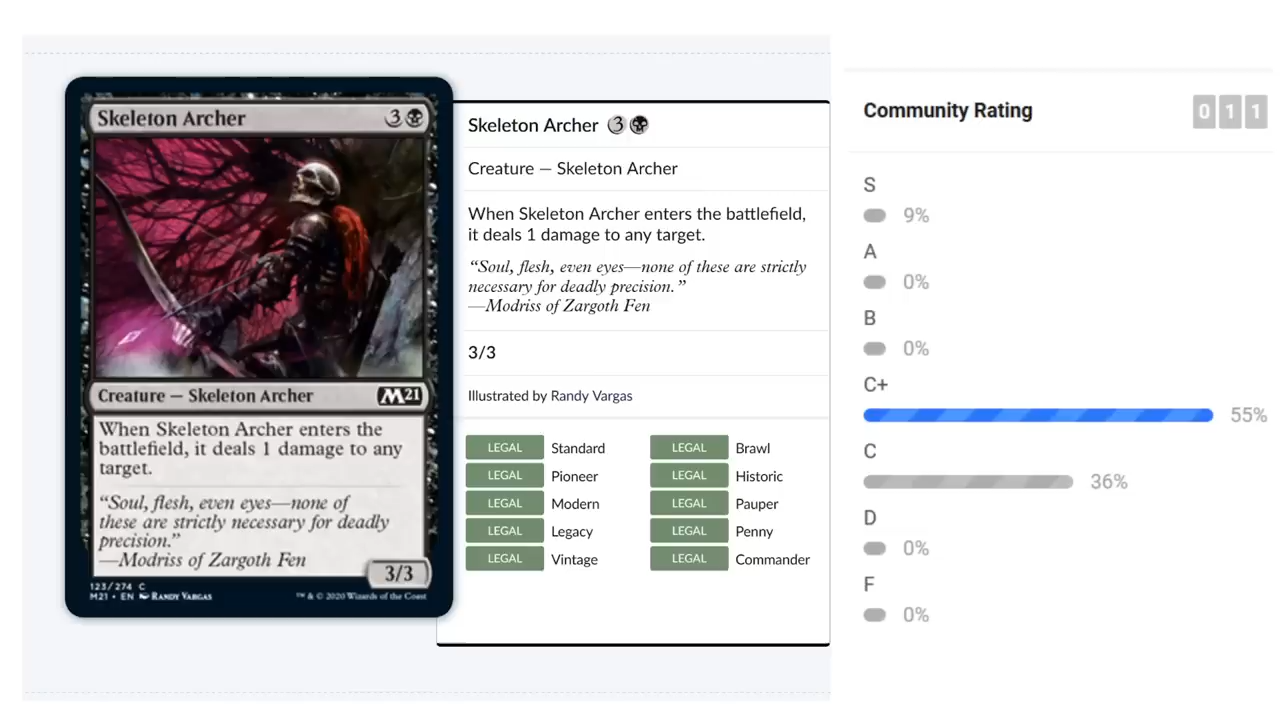 Skeleton Archer 3
M21
Creature — Skeleton Archer
When Skeleton Archer enters the
battlefield, it deals 1 damage to any
target.
“Soul, flesh, even eyes—none of
these are strictly necessary for deadly
precision.”
—Modriss of Zargoth Fen
3/3
123/274 C
M21 • EN RANDY VARGAS
™ & © 2020 Wizards of the Coast
Skeleton Archer 3
Creature — Skeleton Archer
When Skeleton Archer enters the battlefield,
it deals 1 damage to any target.
“Soul, flesh, even eyes—none of these are strictly
necessary for deadly precision.”
—Modriss of Zargoth Fen
3/3
Illustrated by Randy Vargas
LEGAL Standard LEGAL Brawl
LEGAL Pioneer LEGAL Historic
LEGAL Modern LEGAL Pauper
LEGAL Legacy LEGAL Penny
LEGAL Vintage LEGAL Commander
Community Rating 0 1 1
S
9%
A
0%
B
0%
C+
55%
C
36%
D
0%
F
0%